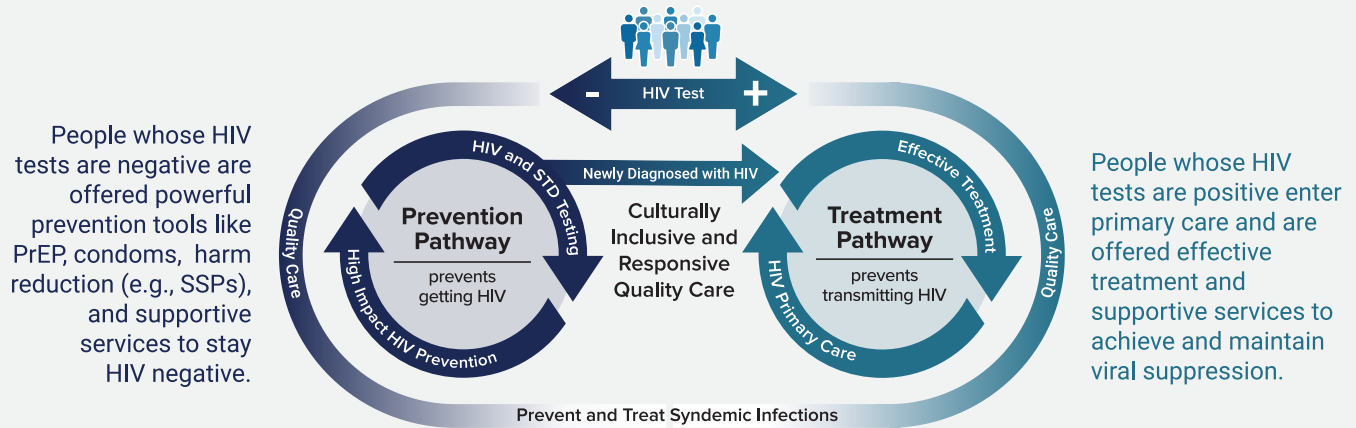 - HIV Test +
People whose HIV
tests are negative are
offered powerful
prevention tools like
PrEP, condoms, harm
reduction (e.g., SSPs),
and supportive
services to stay
HIV negative.
Quality Care
HIV and STD Testing
High Impact HIV Prevention
Prevention
Pathway
prevents
getting HIV
Newly Diagnosed with HIV
Culturally
Inclusive and
Responsive
Quality Care
Effective Treatment
HIV Primary Care
Treatment
Pathway
prevents
transmitting HIV
Quality Care
People whose HIV
tests are positive enter
primary care and are
offered effective
treatment and
supportive services to
achieve and maintain
viral suppression.
Prevent and Treat Syndemic Infections